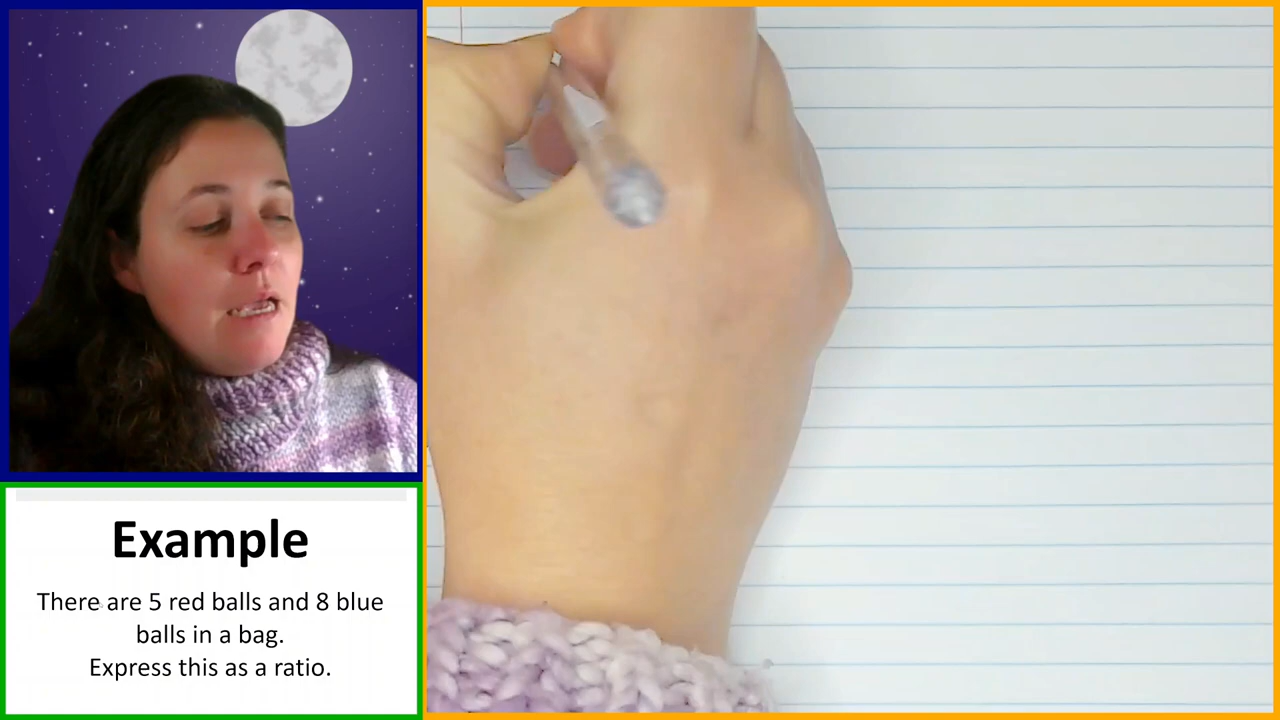 Example
There are 5 red balls and 8 blue
balls in a bag.
Express this as a ratio.